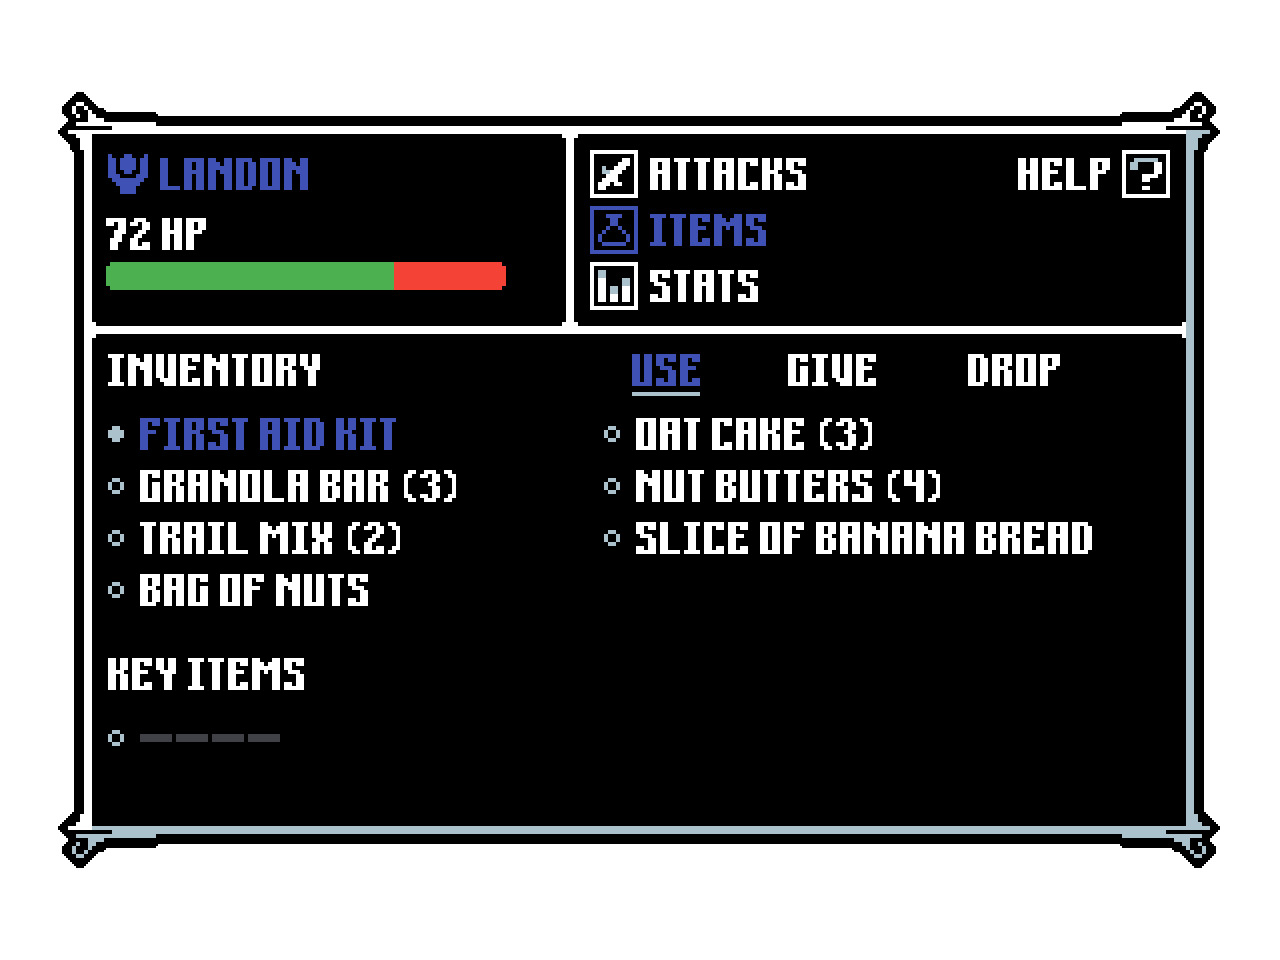 LANDON
72 HP
ATTACKS
HELP ?
ITEMS
STATS
INVENTORY
USE GIVE DROP
FIRST AID KIT
GRANOLA BAR (3)
TRAIL MIX (2)
BAG OF NUTS
OAT CAKE (3)
NUT BUTTERS (4)
SLICE OF BANANA BREAD
KEY ITEMS
————